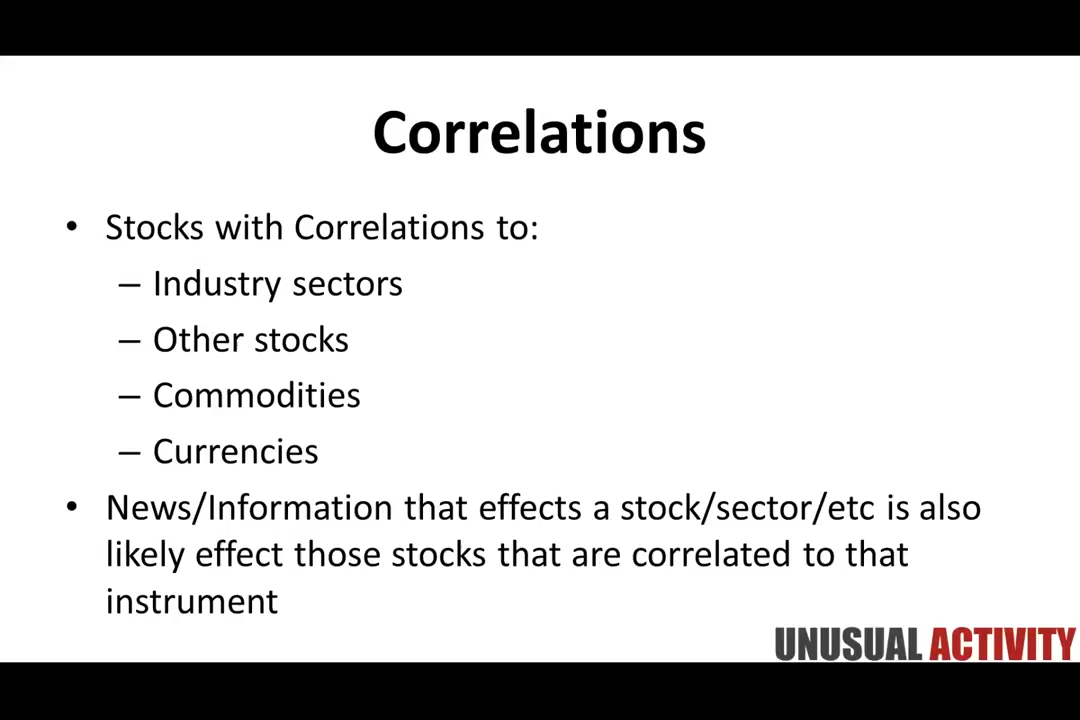 Correlations
• Stocks with Correlations to:
– Industry sectors
– Other stocks
– Commodities
– Currencies
• News/Information that effects a stock/sector/etc is also
likely effect those stocks that are correlated to that
instrument
UNUSUAL ACTIVITY